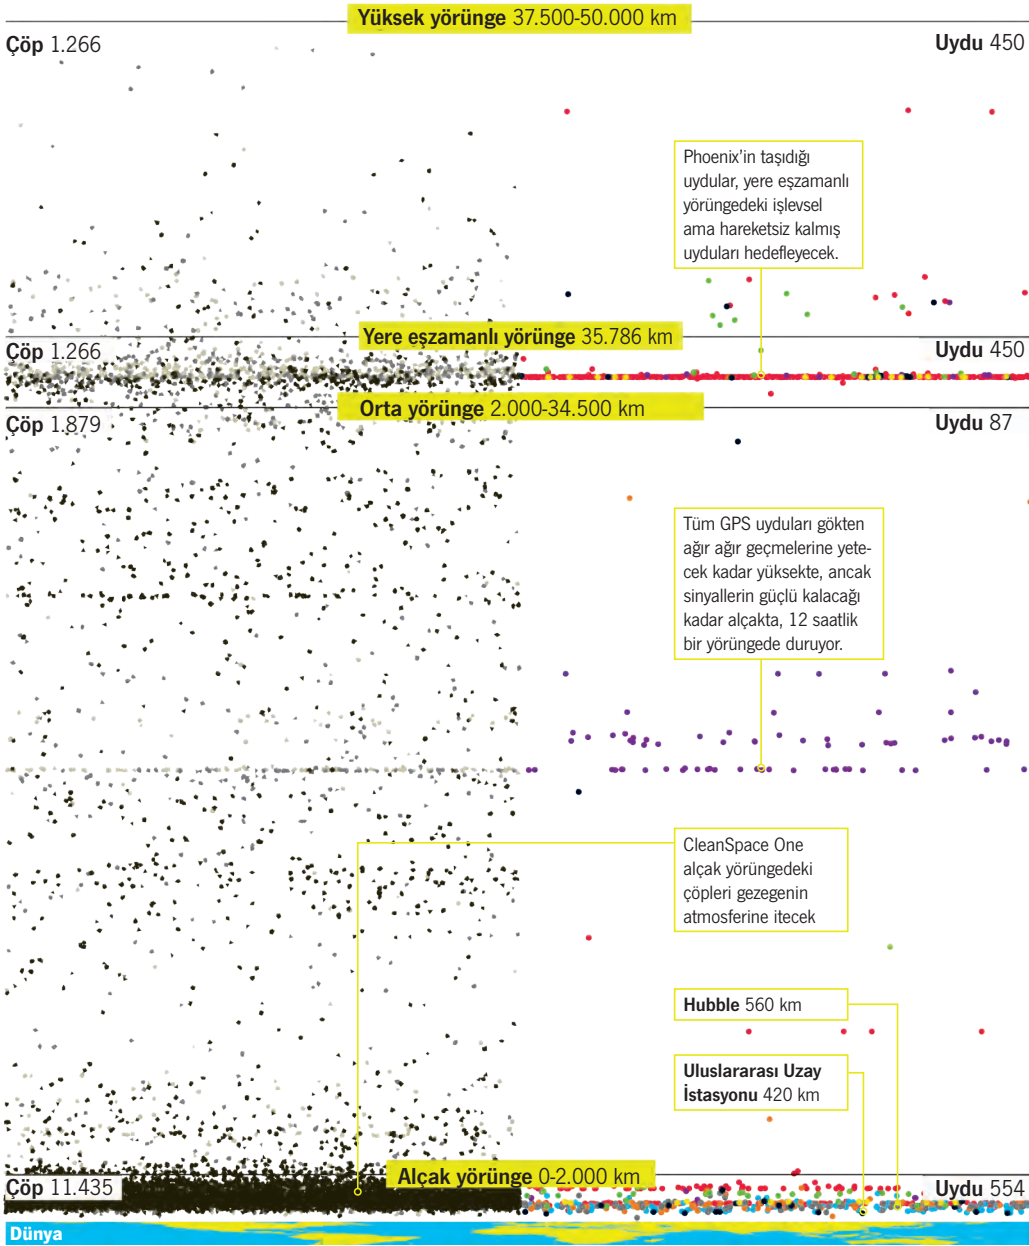 Yüksek yörünge 37.500-50.000 km
Çöp 1.266
Uydu 450
Phoenix’in taşıdığı
uydular, yere eşzamanlı
yörüngedeki işlevsel
ama hareketsiz kalmış
uyduları hedefleyecek.
Yere eşzamanlı yörünge 35.786 km
Çöp 1.266
Uydu 450
Orta yörünge 2.000-34.500 km
Çöp 1.879
Uydu 87
Tüm GPS uyduları gökten
ağır ağır geçmelerine yete-
cek kadar yüksekte, ancak
sinyallerin güçlü kalacağı
kadar alçakta, 12 saatlik
bir yörüngede duruyor.
CleanSpace One
alçak yörüngedeki
çöpleri gezegenin
atmosferine itecek
Hubble 560 km
Uluslararası Uzay
İstasyonu 420 km
Alçak yörünge 0-2.000 km
Çöp 11.435
Uydu 554
Dünya